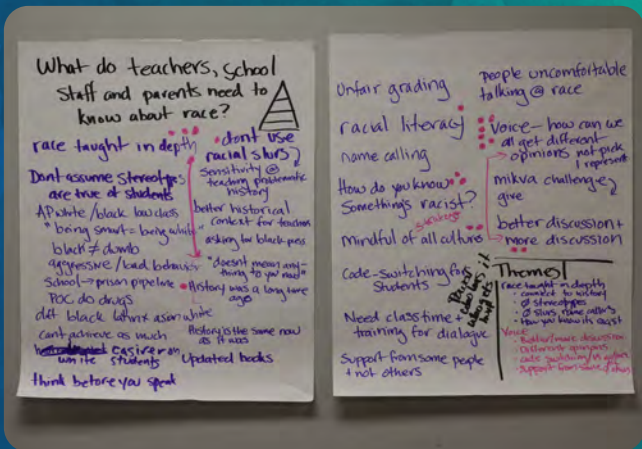 What do teachers, school
staff and parents need to
know about race?
race taught in depth
Dont assume stereotypes
are true of students
AP white / black low class
"being smart = being white"
black ≠ dumb
aggressive / bad behavior
School → prison pipeline
POC do drugs
diff black latinx asian white
cant achieve as much
easier on
white students
think before you speak
dont use
racial slurs
sensitivity @
teaching problematic
history
better historical
context for teachers
asking for black-pass
"doesn't mean any-
thing to you now"
History was a long time
ago
History is the same now
as it was
Updated books
Unfair grading
racial literacy
name calling
How do you know
something's racist?
mindful of all culture
Code-switching for
students
Need class time +
training for dialogue
Support from some people
+ not others
people uncomfortable
talking @ race
Voice - how can we
all get different
opinions not pick
1 represent
mikva challenge
give
better discussion +
more discussion
Themes
race taught in depth
connect to history
Ø stereotypes
Ø slurs name calling
how you know its racist
Voice
Better/more discussion
Different opinions
code switching
support from some